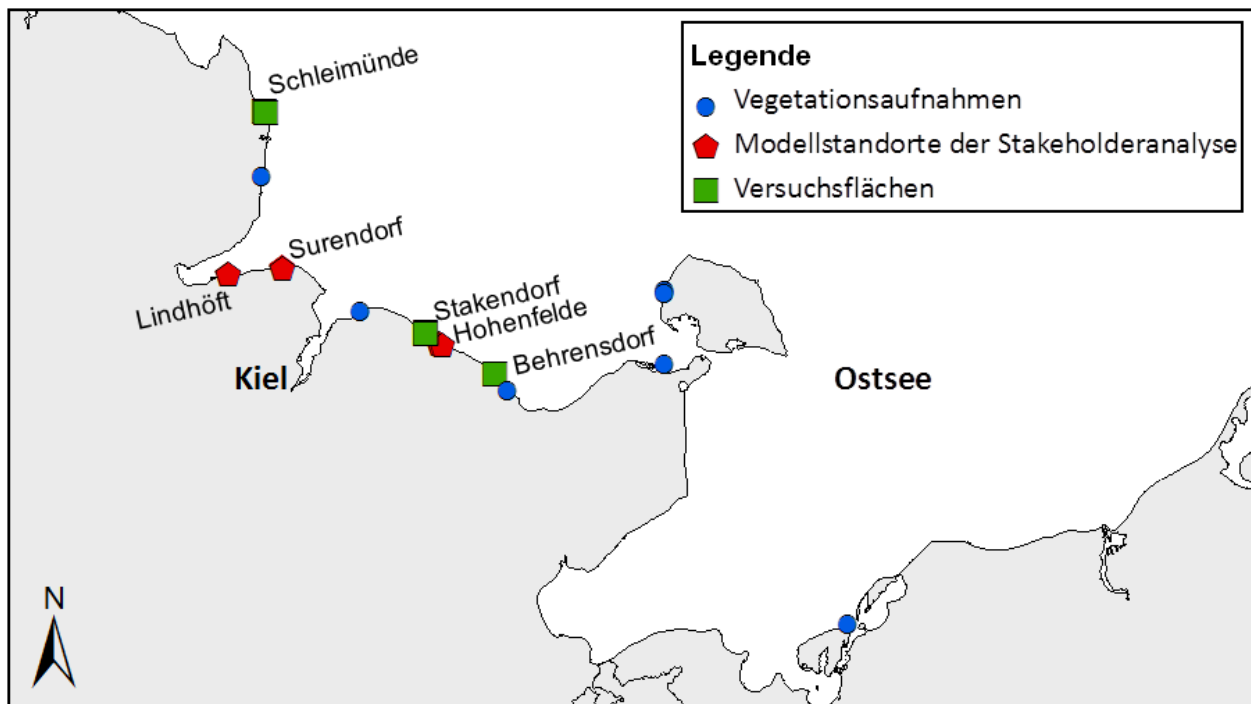 Legende
Vegetationsaufnahmen
Modellstandorte der Stakeholderanalyse
Versuchsflächen
Schleimünde
Surendorf
Lindhöft
Stakendorf
Hohenfelde
Behrensdorf
Kiel
Ostsee
N